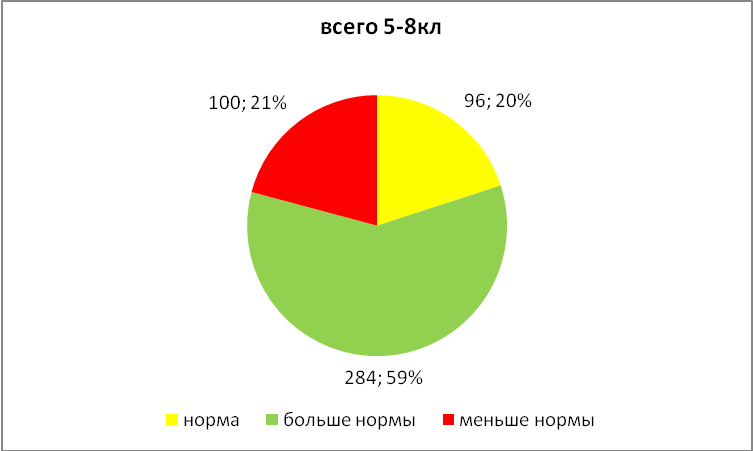 всего 5-8кл
100; 21%
96; 20%
284; 59%
норма больше нормы меньше нормы